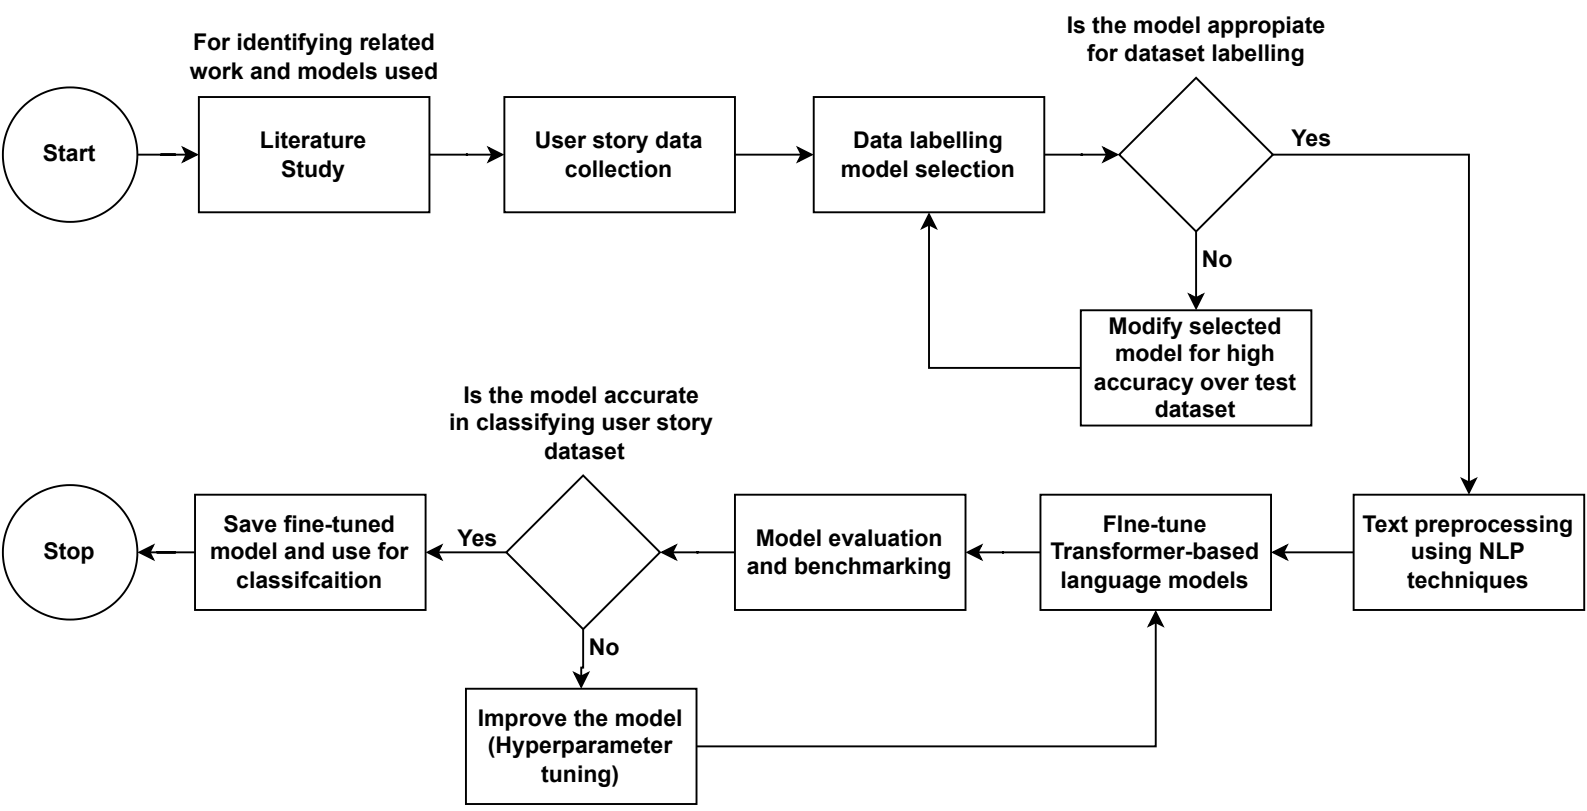 Start
For identifying related
work and models used
Literature
Study
User story data
collection
Data labelling
model selection
Is the model appropiate
for dataset labelling
Yes
No
Modify selected
model for high
accuracy over test
dataset
Text preprocessing
using NLP
techniques
FIne-tune
Transformer-based
language models
Model evaluation
and benchmarking
Is the model accurate
in classifying user story
dataset
Yes
No
Improve the model
(Hyperparameter
tuning)
Save fine-tuned
model and use for
classifcaition
Stop